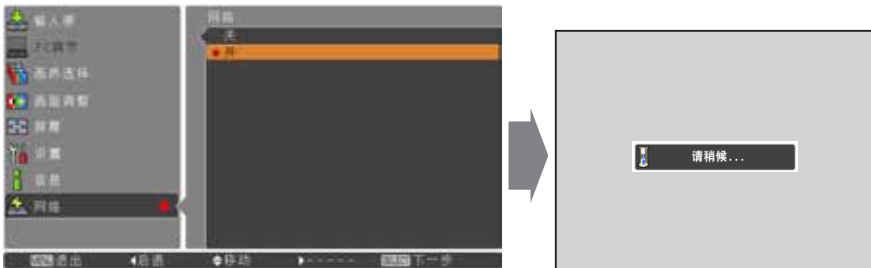 输入源
PC调节
画质选择
画面调整
屏幕
设置
信息
网络
网络
关
开
MENU 退出 ◀后退 ◆移动 ▶----- SELECT 下一步
请稍候...